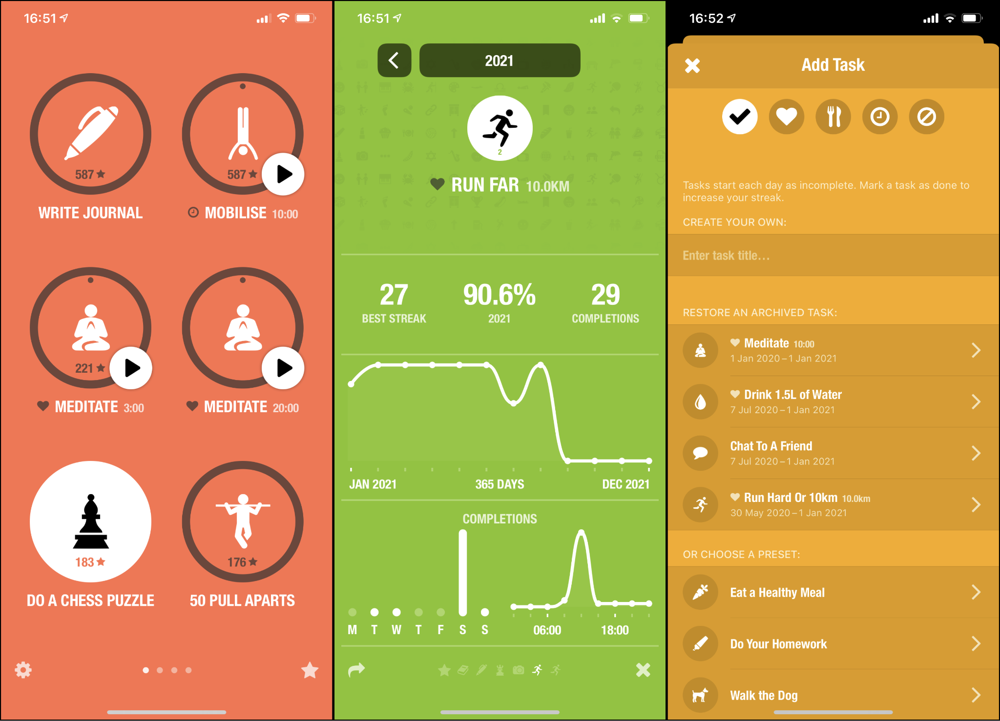 16:51
587
587
WRITE JOURNAL
MOBILISE 10:00
221
MEDITATE 3:00
MEDITATE 20:00
183
176
DO A CHESS PUZZLE
50 PULL APARTS
16:51
2021
2
RUN FAR 10.0KM
27
90.6%
29
BEST STREAK
2021
COMPLETIONS
JAN 2021
365 DAYS
DEC 2021
COMPLETIONS
M T W T F S S
06:00
18:00
16:52
Add Task
Tasks start each day as incomplete. Mark a task as done to
increase your streak.
CREATE YOUR OWN:
Enter task title...
RESTORE AN ARCHIVED TASK:
Meditate 10:00
1 Jan 2020 – 1 Jan 2021
Drink 1.5L of Water
7 Jul 2020 – 1 Jan 2021
Chat To A Friend
7 Jul 2020 – 1 Jan 2021
Run Hard Or 10km 10.0km
30 May 2020 – 1 Jan 2021
OR CHOOSE A PRESET:
Eat a Healthy Meal
Do Your Homework
Walk the Dog